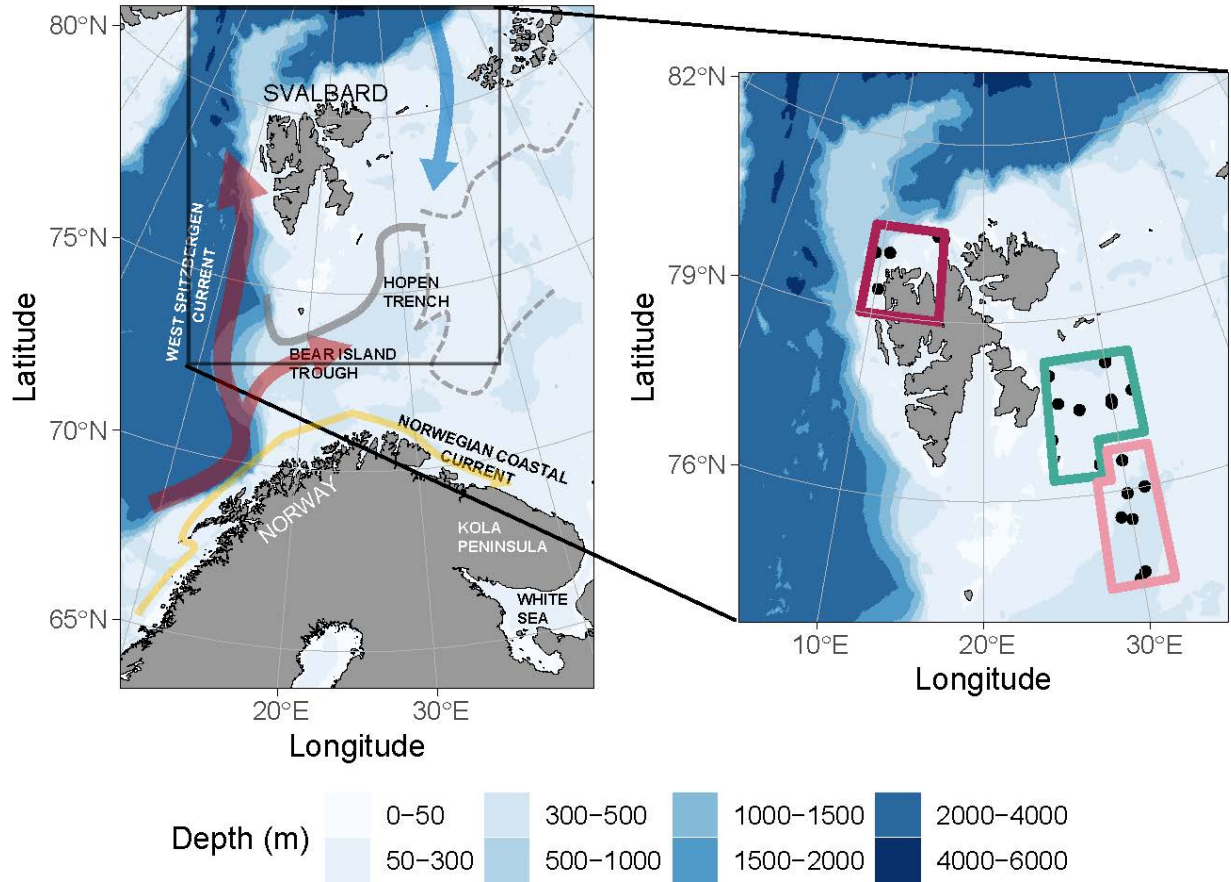 80°N
75°N
70°N
65°N
Latitude
20°E
30°E
Longitude
SVALBARD
WEST SPITZBERGEN
CURRENT
HOPEN
TRENCH
BEAR ISLAND
TROUGH
NORWEGIAN COASTAL
CURRENT
NORWAY
KOLA
PENINSULA
WHITE
SEA
82°N
79°N
76°N
Latitude
10°E
20°E
30°E
Longitude
Depth (m)
0−50
50−300
300−500
500−1000
1000−1500
1500−2000
2000−4000
4000−6000